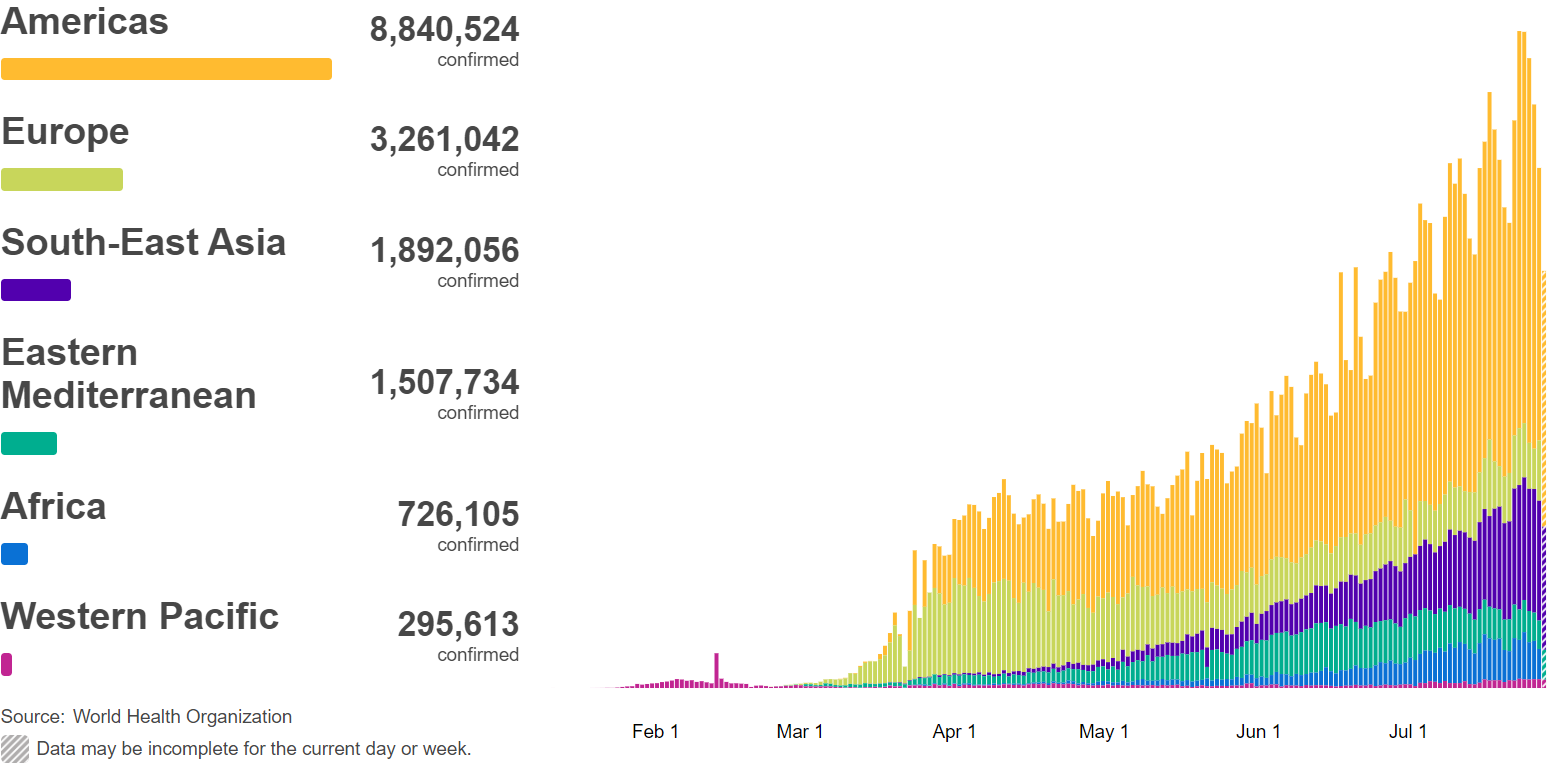 Americas
8,840,524
confirmed
Europe
3,261,042
confirmed
South-East Asia
1,892,056
confirmed
Eastern
Mediterranean
1,507,734
confirmed
Africa
726,105
confirmed
Western Pacific
295,613
confirmed
Source: World Health Organization
Data may be incomplete for the current day or week.
Feb 1 Mar 1 Apr 1 May 1 Jun 1 Jul 1